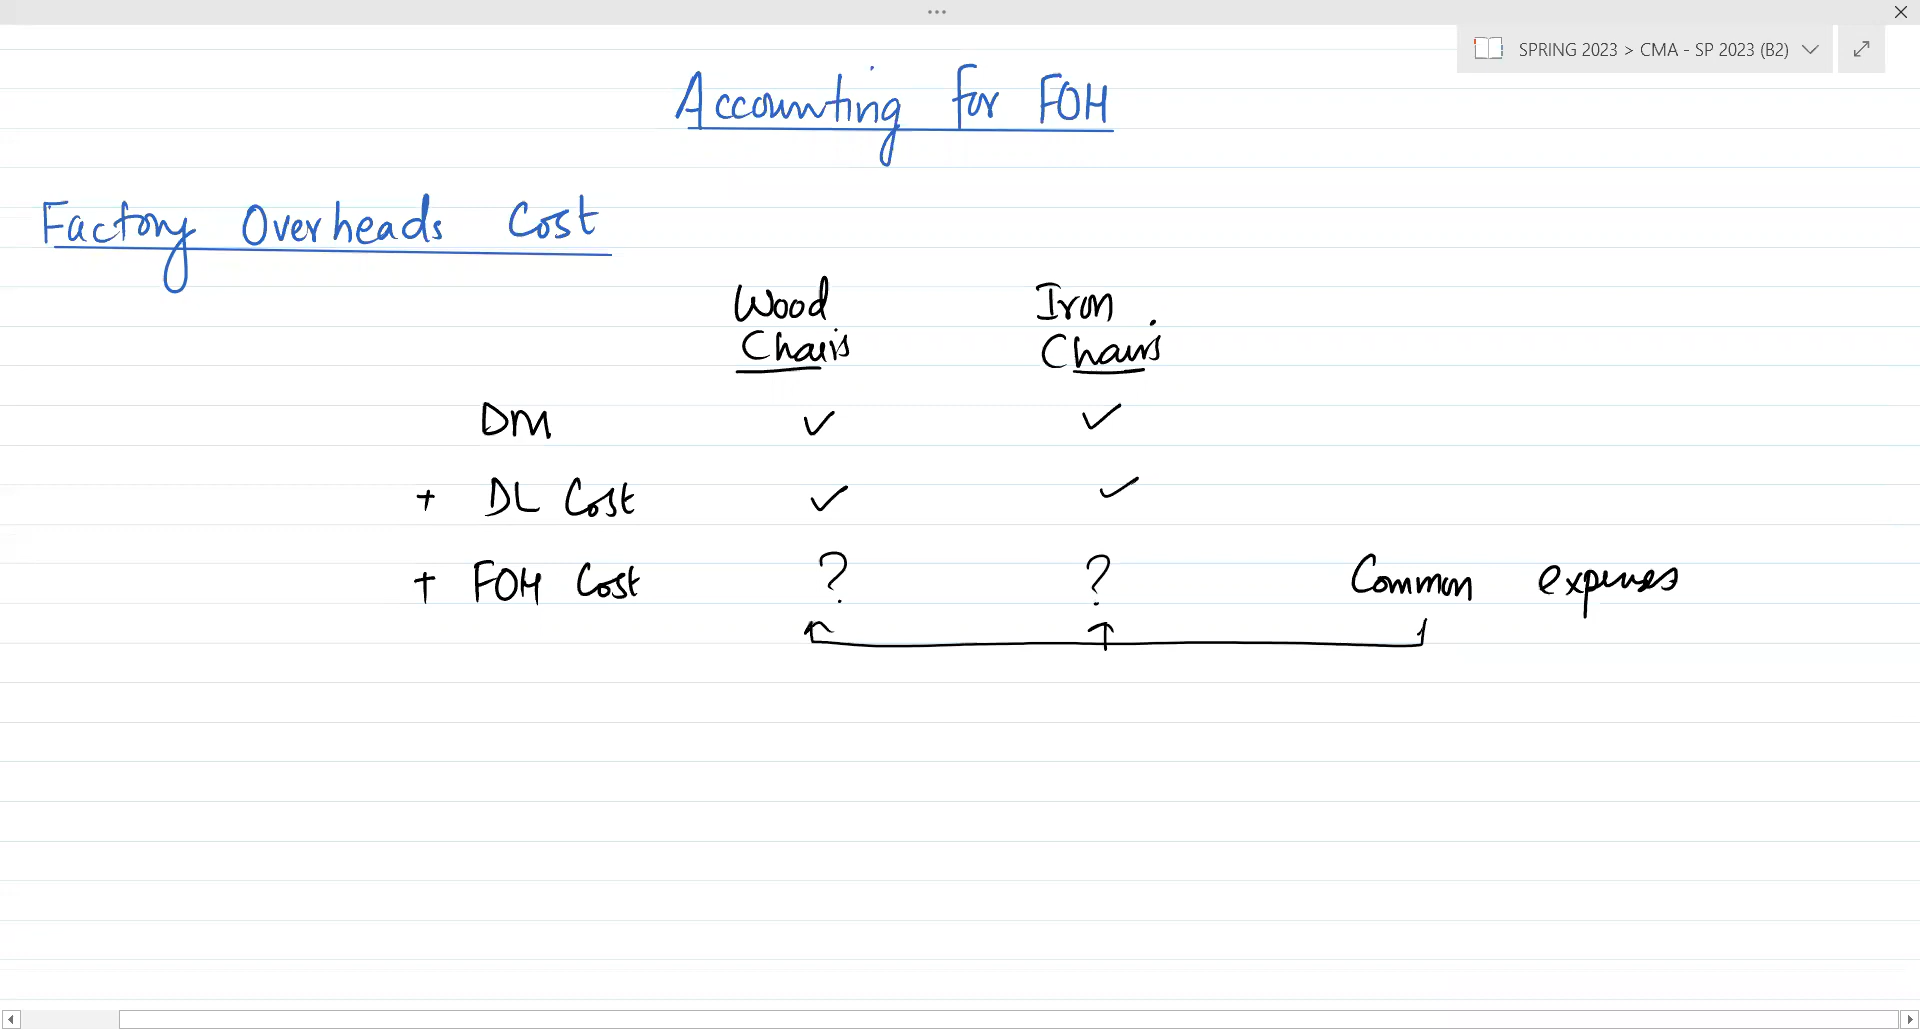 SPRING 2023 > CMA - SP 2023 (B2)
Accounting for FOH
Factory Overheads Cost
Wood Chairs
Iron Chairs
DM ✓ ✓
+ DL Cost ✓ ✓
+ FOH Cost ? ? Common expenses